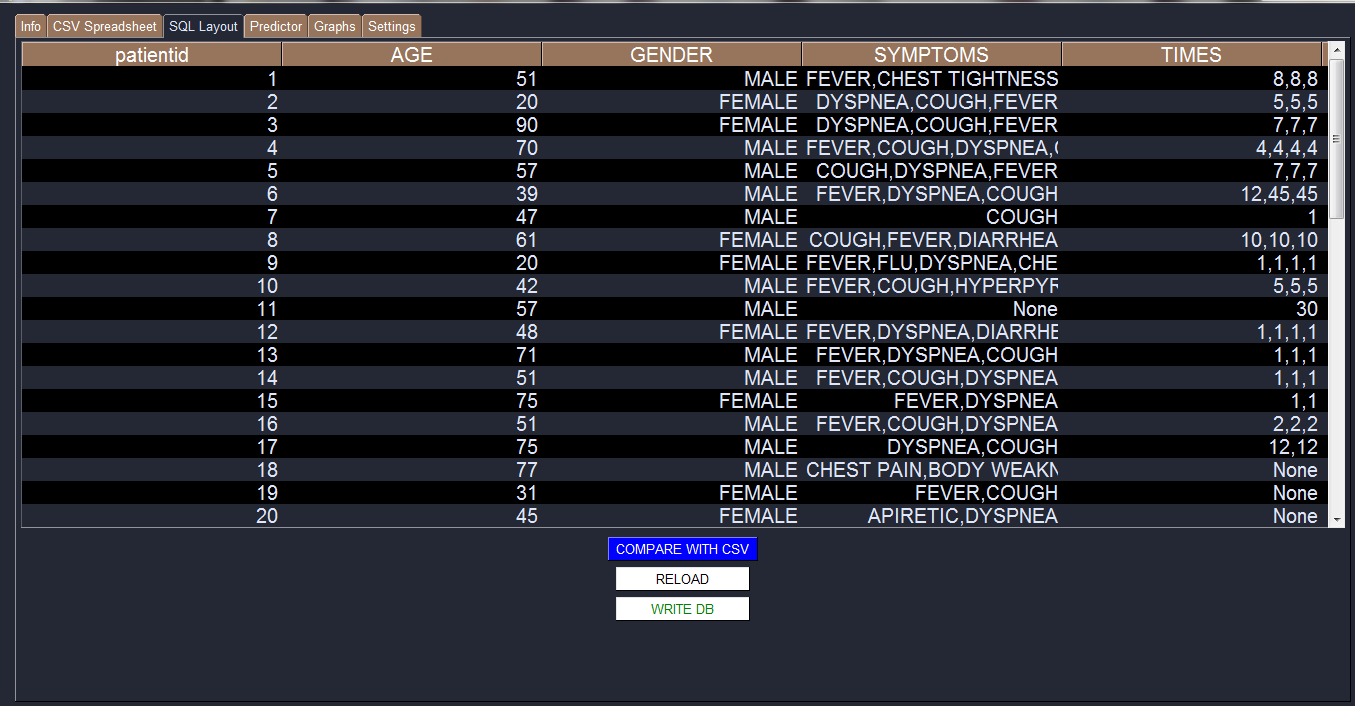 Info CSV Spreadsheet SQL Layout Predictor Graphs Settings
patientid AGE GENDER SYMPTOMS TIMES
1 51 MALE FEVER,CHEST TIGHTNESS 8,8,8
2 20 FEMALE DYSPNEA,COUGH,FEVER 5,5,5
3 90 FEMALE DYSPNEA,COUGH,FEVER 7,7,7
4 70 MALE FEVER,COUGH,DYSPNEA, 4,4,4,4
5 57 MALE COUGH,DYSPNEA,FEVER 7,7,7
6 39 MALE FEVER,DYSPNEA,COUGH 12,45,45
7 47 MALE COUGH 1
8 61 FEMALE COUGH,FEVER,DIARRHEA 10,10,10
9 20 FEMALE FEVER,FLU,DYSPNEA,CHE 1,1,1,1
10 42 MALE FEVER,COUGH,HYPERPYR 5,5,5
11 57 MALE None 30
12 48 FEMALE FEVER,DYSPNEA,DIARRHE 1,1,1,1
13 71 MALE FEVER,DYSPNEA,COUGH 1,1,1
14 51 MALE FEVER,COUGH,DYSPNEA 1,1,1
15 75 FEMALE FEVER,DYSPNEA 1,1
16 51 MALE FEVER,COUGH,DYSPNEA 2,2,2
17 75 MALE DYSPNEA,COUGH 12,12
18 77 MALE CHEST PAIN,BODY WEAKN None
19 31 FEMALE FEVER,COUGH None
20 45 FEMALE APIRETIC,DYSPNEA None
COMPARE WITH CSV
RELOAD
WRITE DB